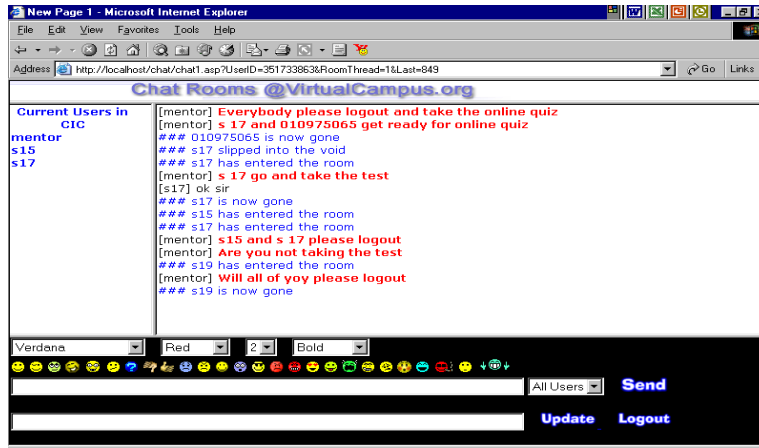 New Page 1 - Microsoft Internet Explorer
File Edit View Favorites Tools Help
Address http://localhost/chat/chat1.asp?UserID=351733863&RoomThread=1&Last=849 Go Links
Chat Rooms @VirtualCampus.org
Current Users in
CIC
mentor
s15
s17
[mentor] Everybody please logout and take the online quiz
[mentor] s 17 and 010975065 get ready for online quiz
### 010975065 is now gone
### s17 slipped into the void
### s17 has entered the room
[mentor] s 17 go and take the test
[s17] ok sir
### s17 is now gone
### s15 has entered the room
### s17 has entered the room
[mentor] s15 and s 17 please logout
[mentor] Are you not taking the test
### s19 has entered the room
[mentor] Will all of yoy please logout
### s19 is now gone
Verdana Red 2 Bold
All Users Send
Update Logout